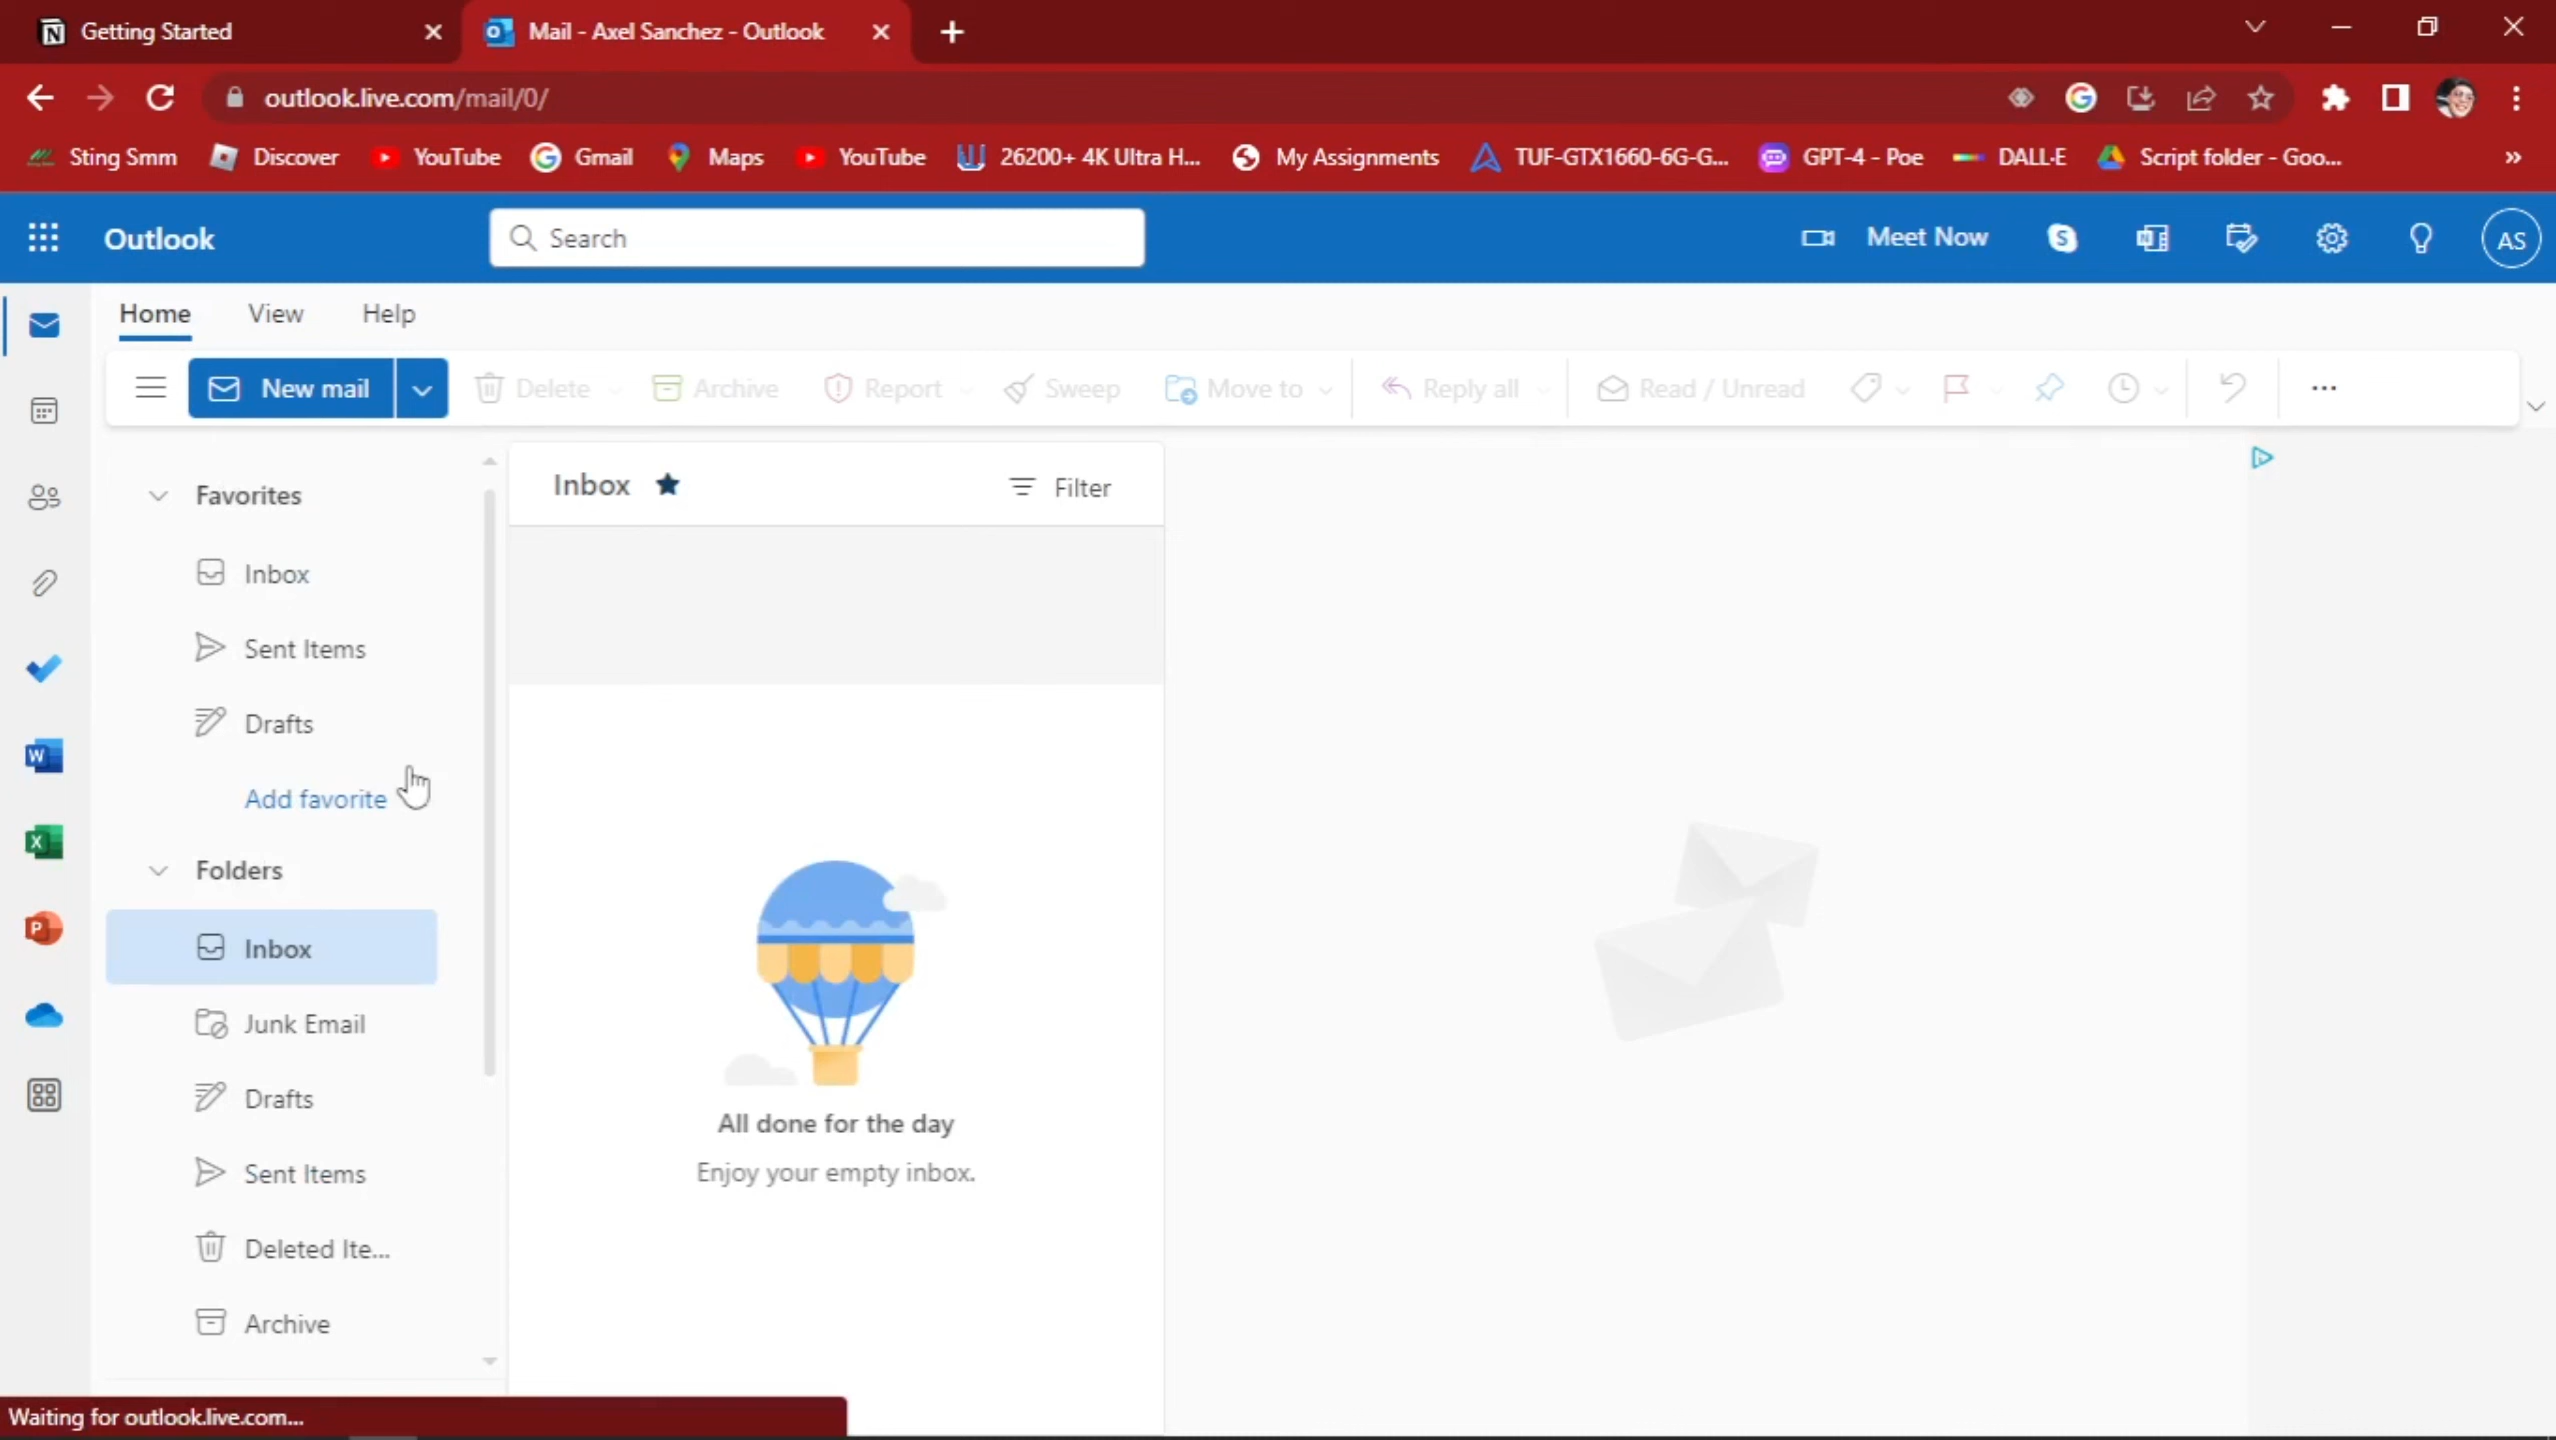 Getting Started
Mail - Axel Sanchez - Outlook
outlook.live.com/mail/0/
Sting Smm
Discover
YouTube
Gmail
Maps
YouTube
26200+ 4K Ultra H...
My Assignments
TUF-GTX1660-6G-G...
GPT-4 - Poe
DALL·E
Script folder - Goo...
Outlook
Search
Meet Now
AS
Home
View
Help
New mail
Delete
Archive
Report
Sweep
Move to
Reply all
Read / Unread
Favorites
Inbox
Sent Items
Drafts
Add favorite
Folders
Inbox
Junk Email
Drafts
Sent Items
Deleted Ite...
Archive
Inbox
Filter
All done for the day
Enjoy your empty inbox.
Waiting for outlook.live.com...